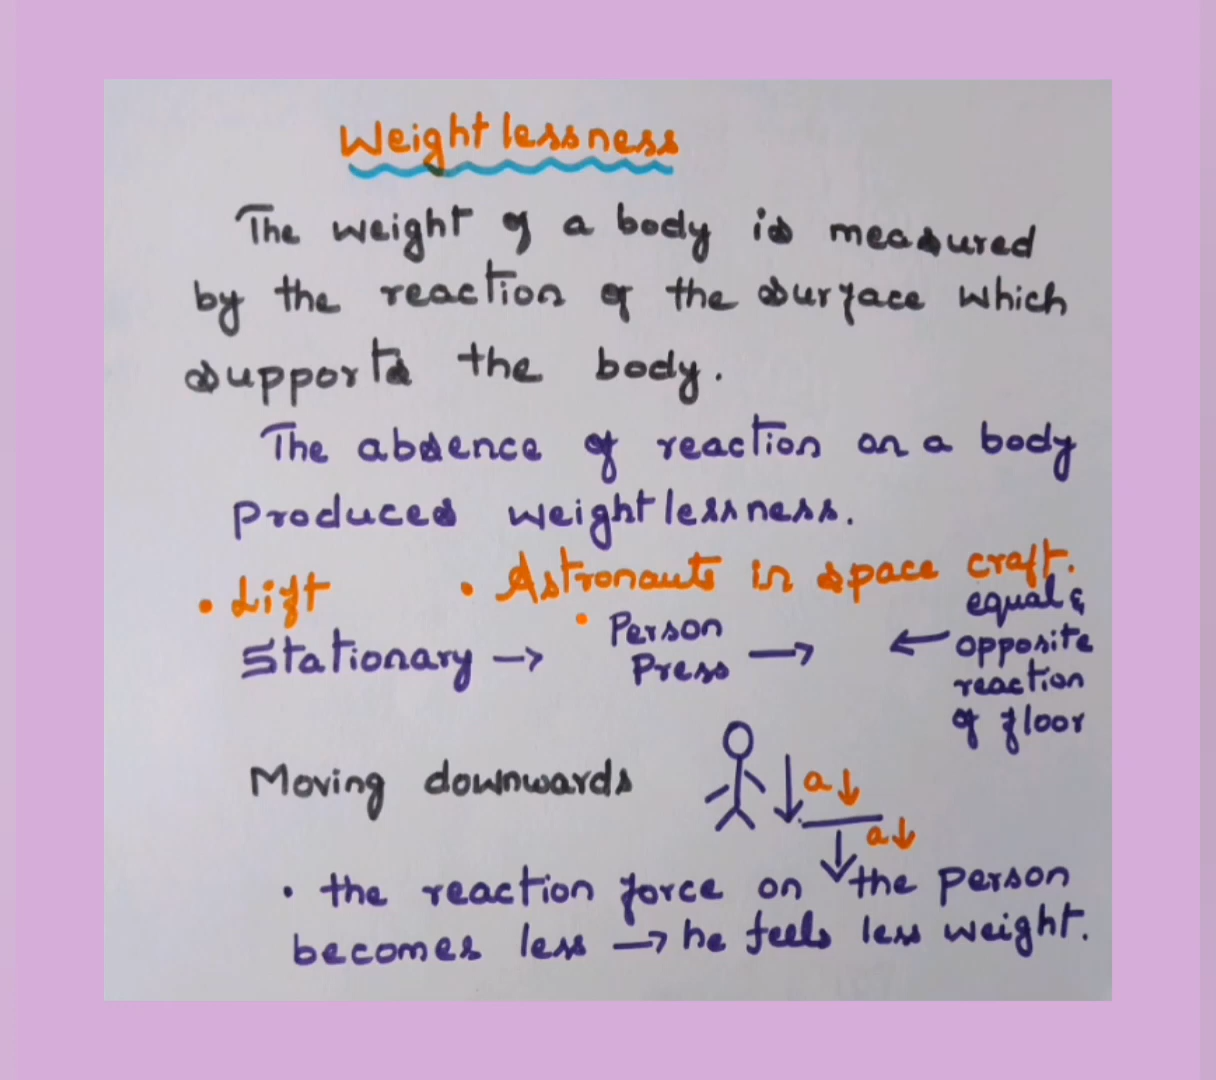 Weightlessness
The weight of a body is measured
by the reaction of the surface which
supports the body.
The absence of reaction on a body
produces weightlessness.
• Lift • Astronauts in space craft.
Stationary → • Person
Press → ← equal &
opposite
reaction
of floor
Moving downwards a↓
a↓
• the reaction force on the person
becomes less → he feels less weight.